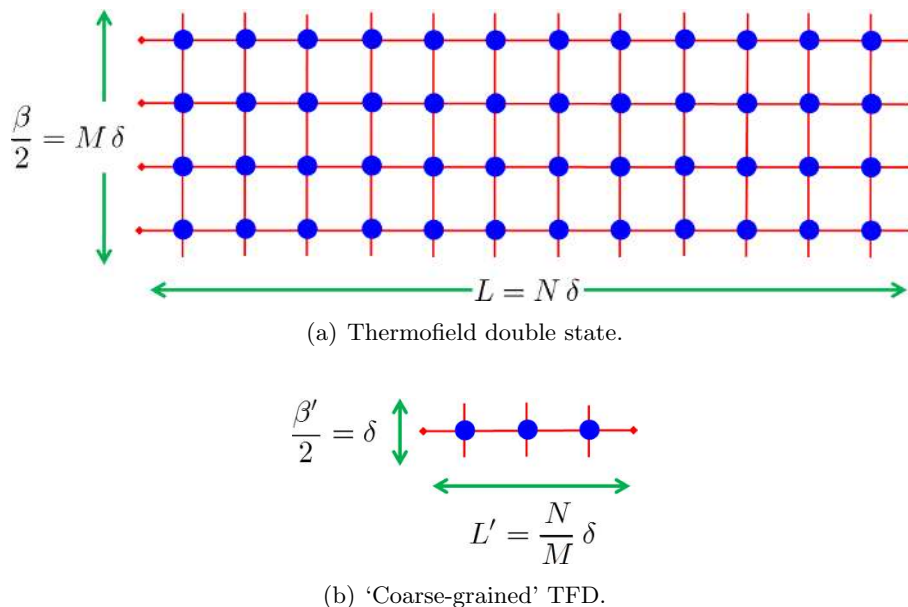 β/2 = M δ
L = N δ
(a) Thermofield double state.
β′/2 = δ
L′ = N/M δ
(b) ‘Coarse-grained’ TFD.